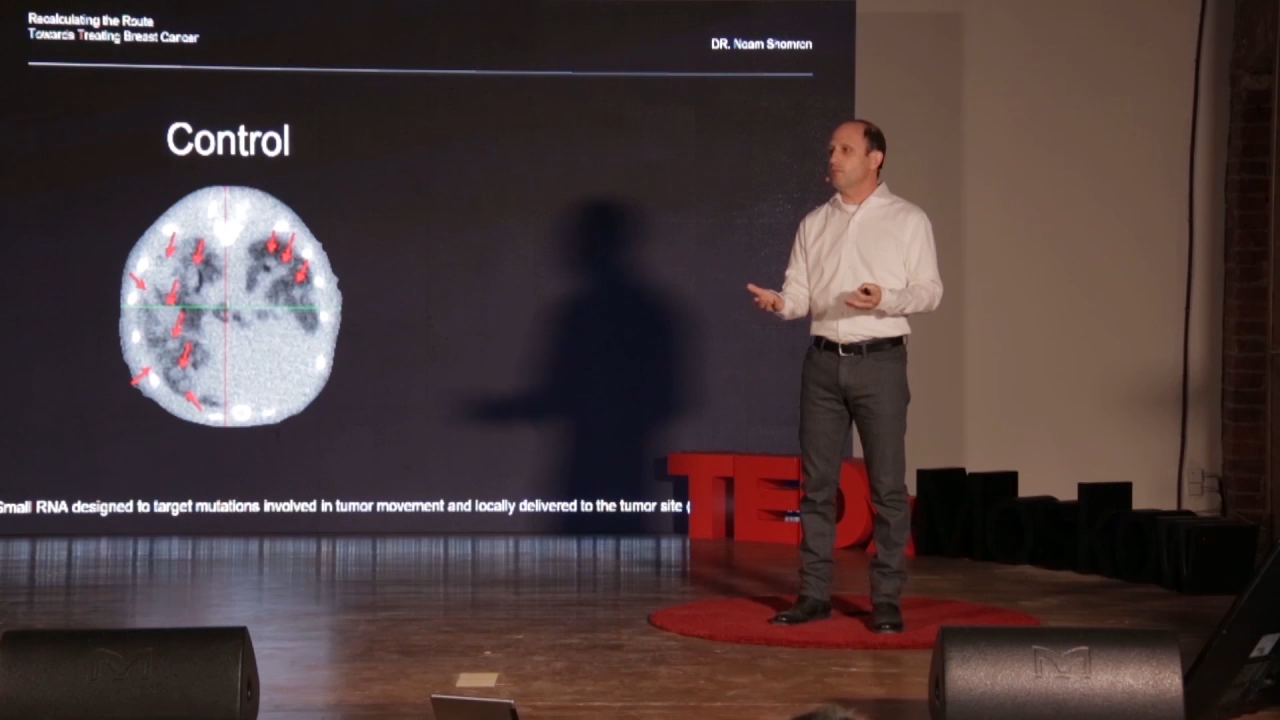 Recalculating the Route
Towards Treating Breast Cancer
DR. Noam Shomron
Control
Small RNA designed to target mutations involved in tumor movement and locally delivered to the tumor site (
TEDx